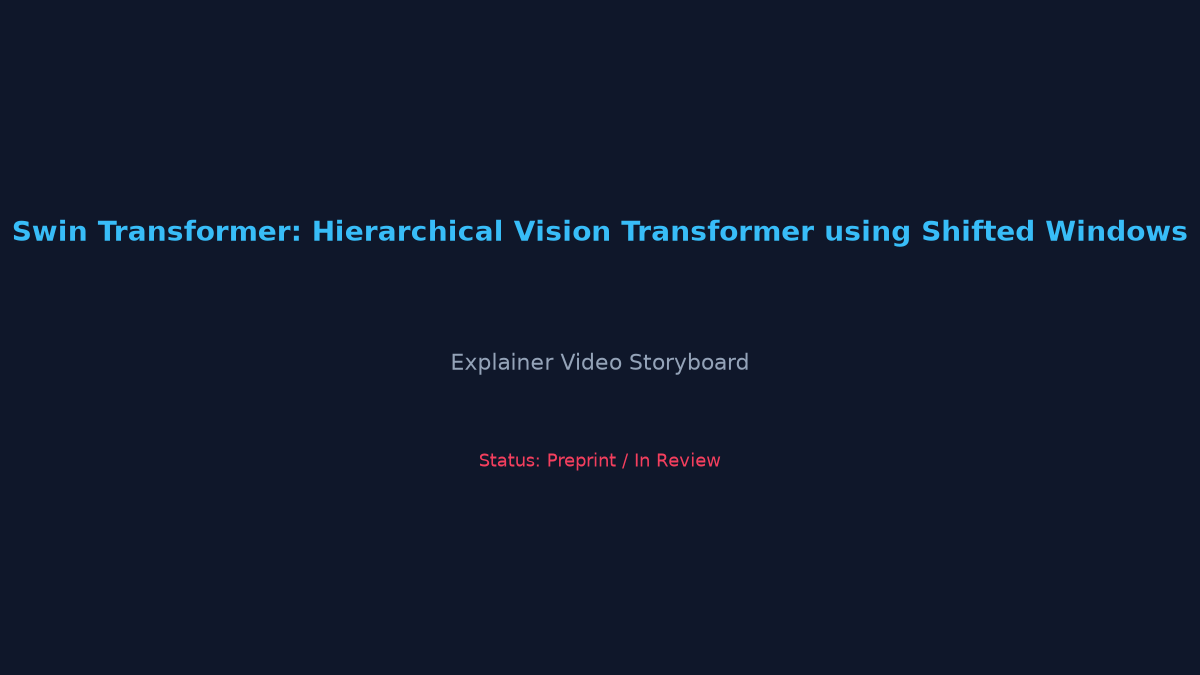 Swin Transformer: Hierarchical Vision Transformer using Shifted Windows
Explainer Video Storyboard
Status: Preprint / In Review